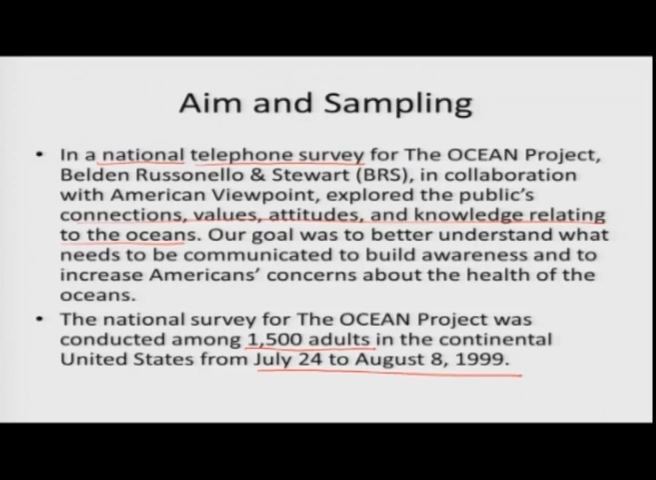 Aim and Sampling
• In a national telephone survey for The OCEAN Project,
Belden Russonello & Stewart (BRS), in collaboration
with American Viewpoint, explored the public's
connections, values, attitudes, and knowledge relating
to the oceans. Our goal was to better understand what
needs to be communicated to build awareness and to
increase Americans' concerns about the health of the
oceans.
• The national survey for The OCEAN Project was
conducted among 1,500 adults in the continental
United States from July 24 to August 8, 1999.